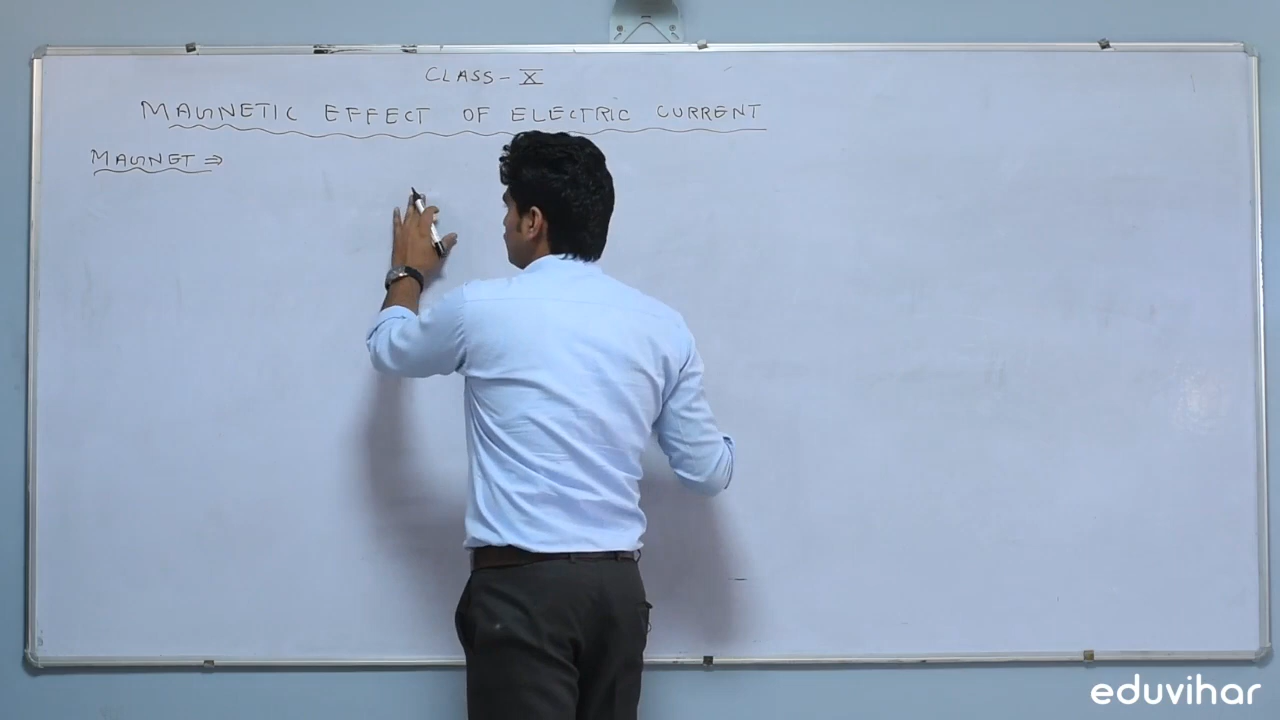 CLASS - X
MAGNETIC EFFECT OF ELECTRIC CURRENT
MAGNET ⇒
eduvihar